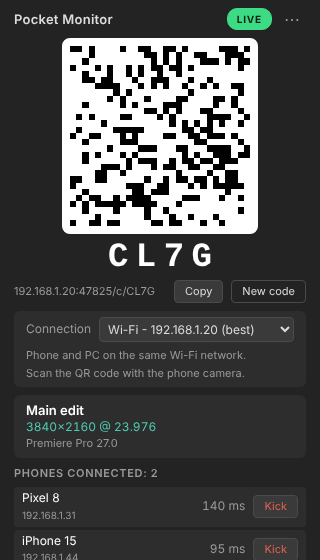 Pocket Monitor
LIVE
CL7G
192.168.1.20:47825/c/CL7G
Copy
New code
Connection
Wi-Fi - 192.168.1.20 (best)
Phone and PC on the same Wi-Fi network.
Scan the QR code with the phone camera.
Main edit
3840×2160 @ 23.976
Premiere Pro 27.0
PHONES CONNECTED: 2
Pixel 8
192.168.1.31
140 ms
Kick
iPhone 15
192.168.1.44
95 ms
Kick